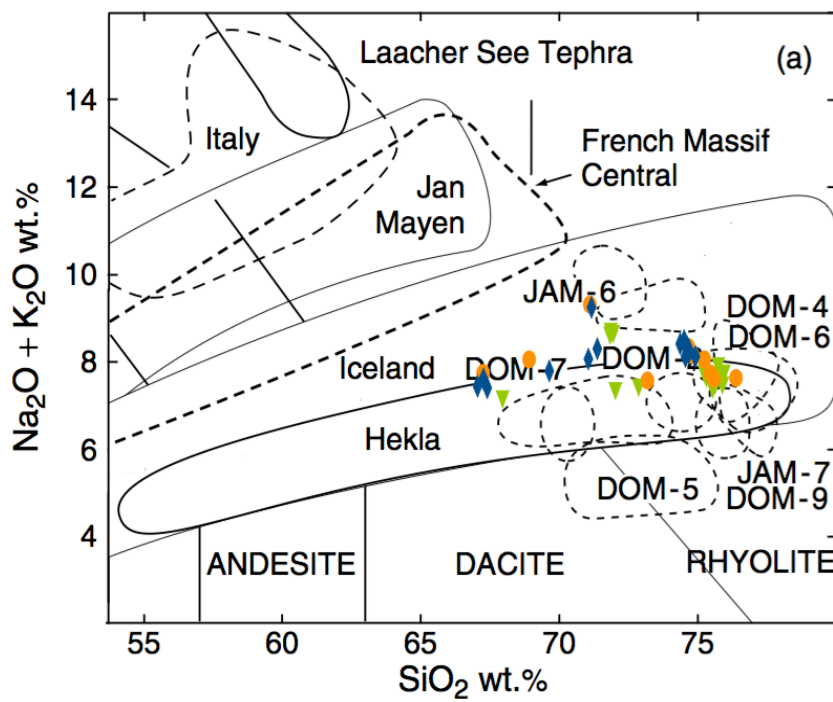 Laacher See Tephra
(a)
14
Italy
French Massif
Central
12
Jan
Mayen
10
JAM-6
DOM-4
DOM-6
8
Iceland
DOM-7
Hekla
6
JAM-7
DOM-5
DOM-9
4
ANDESITE
DACITE
RHYOLITE
55
60
65
70
75
SiO₂ wt.%
Na₂O + K₂O wt.%